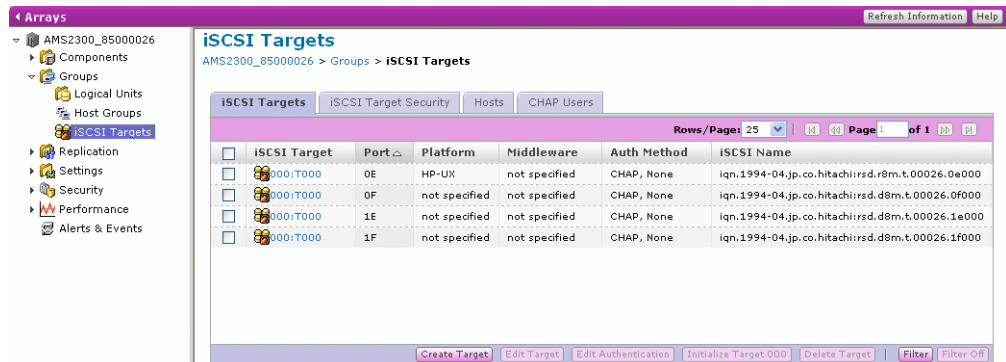 Arrays
Refresh Information Help
AMS2300_85000026
Components
Groups
Logical Units
Host Groups
iSCSI Targets
Replication
Settings
Security
Performance
Alerts & Events
iSCSI Targets
AMS2300_85000026 > Groups > iSCSI Targets
iSCSI Targets iSCSI Target Security Hosts CHAP Users
Rows/Page: 25 Page 1 of 1
iSCSI Target Port Platform Middleware Auth Method iSCSI Name
000:T000 0E HP-UX not specified CHAP, None iqn.1994-04.jp.co.hitachi:rsd.r8m.t.00026.0e000
000:T000 0F not specified not specified CHAP, None iqn.1994-04.jp.co.hitachi:rsd.d8m.t.00026.0f000
000:T000 1E not specified not specified CHAP, None iqn.1994-04.jp.co.hitachi:rsd.r8m.t.00026.1e000
000:T000 1F not specified not specified CHAP, None iqn.1994-04.jp.co.hitachi:rsd.d8m.t.00026.1f000
Create Target Edit Target Edit Authentication Initialize Target 000 Delete Target Filter Filter Off